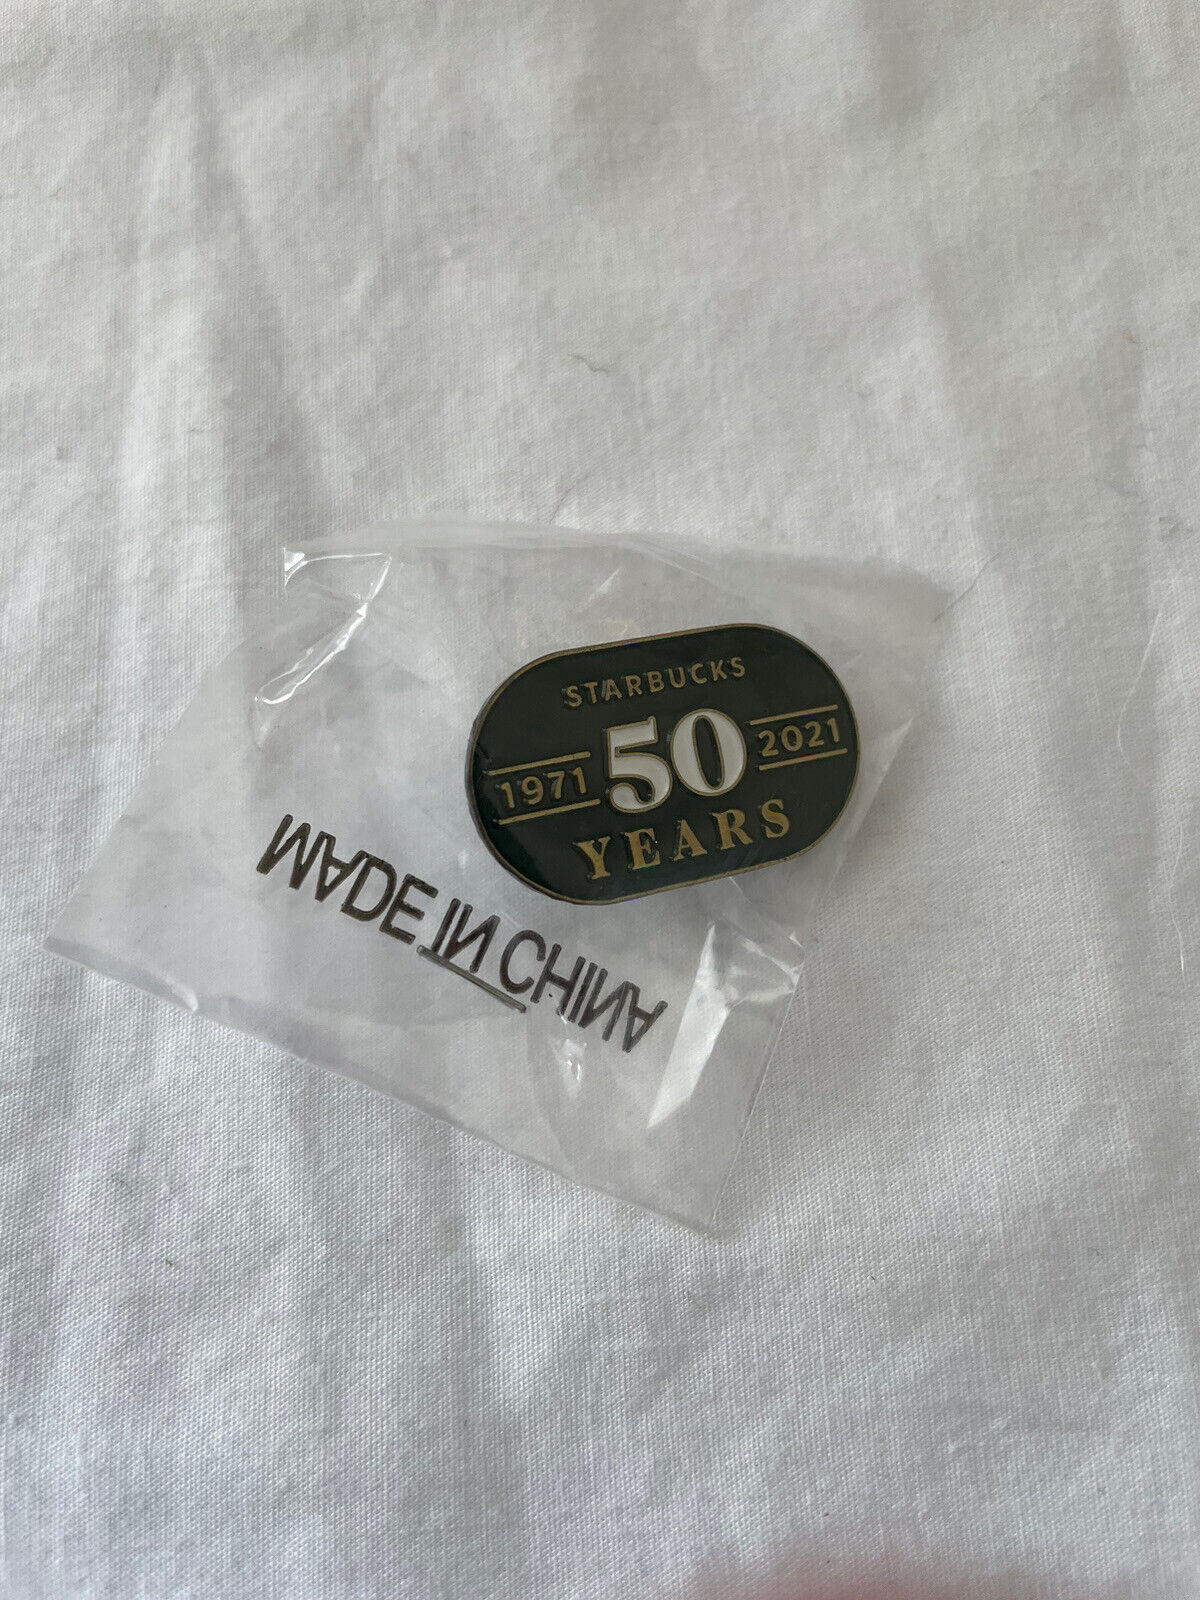 STARBUCKS
1971 50 2021
YEARS
MADE IN CHINA